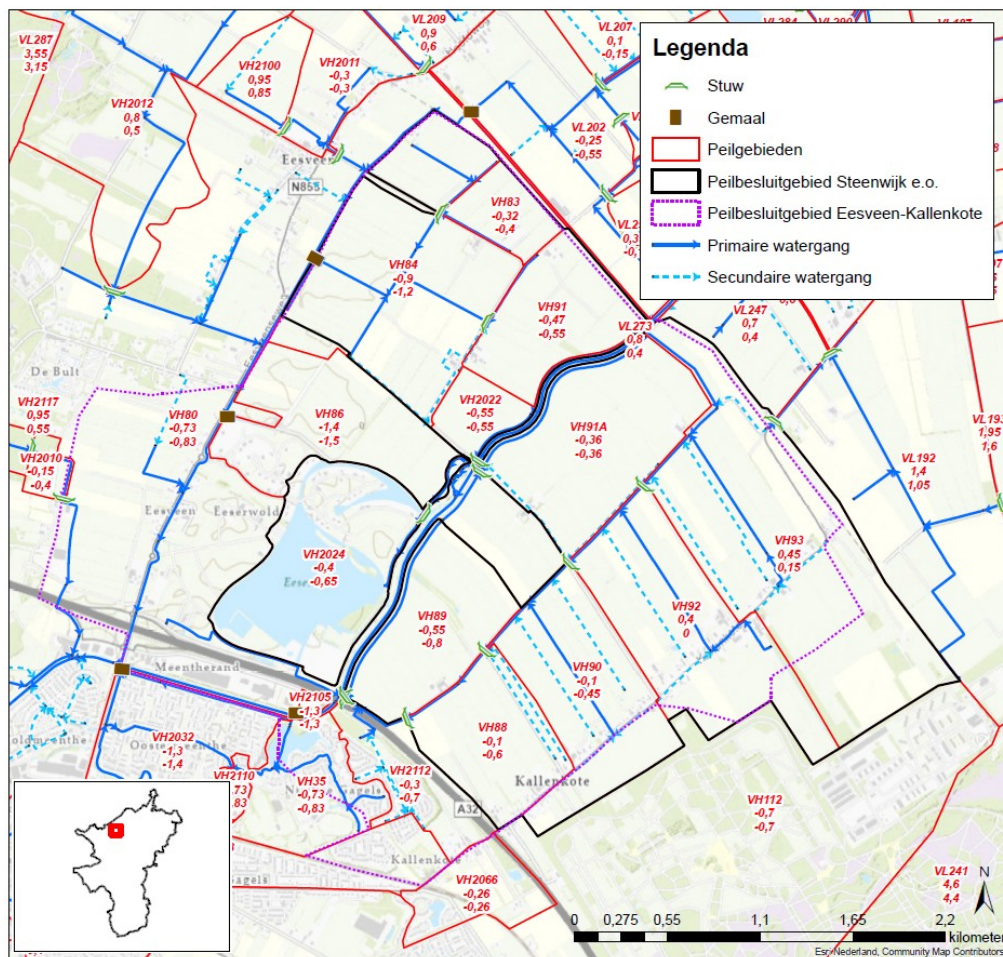 VL287
3,55
3,15
VH2012
0,8
0,5
VH2100
0,95
0,85
VH2011
-0,3
-0,3
VL209
0,9
0,6
VL207
0,1
-0,15
VL202
-0,25
-0,55
Legenda
Stuw
Gemaal
Peilgebieden
Peilbesluitgebied Steenwijk e.o.
Peilbesluitgebied Eesveen-Kallenkote
Primaire watergang
Secundaire watergang
N855
VH83
-0,32
-0,4
VH84
-0,9
-1,2
VH91
-0,47
-0,55
VL273
0,8
0,4
VL247
0,7
0,4
VL193
1,95
1,6
De Bult
VH2117
0,95
0,55
VH2010
-0,15
-0,4
VH80
-0,73
-0,83
VH86
-1,4
-1,5
VH2022
-0,55
-0,55
VH91A
-0,36
-0,36
VL192
1,4
1,05
Eesveen
Eeserwold
VH2024
-0,4
-0,65
VH93
0,45
0,15
VH89
-0,55
-0,8
VH92
0,4
0
VH90
-0,1
-0,45
Meentherand
VH2105
-1,3
-1,3
VH88
-0,1
-0,6
VH2032
-1,3
-1,4
VH35
-0,73
-0,83
VH2110
VH2112
-0,3
-0,7
Kallenkote
A32
VH112
-0,7
-0,7
Kallenkote
VH2066
-0,26
-0,26
VL241
4,6
4,4
N
0 0,275 0,55 1,1 1,65 2,2
kilometer
Esri Nederland, Community Map Contributors